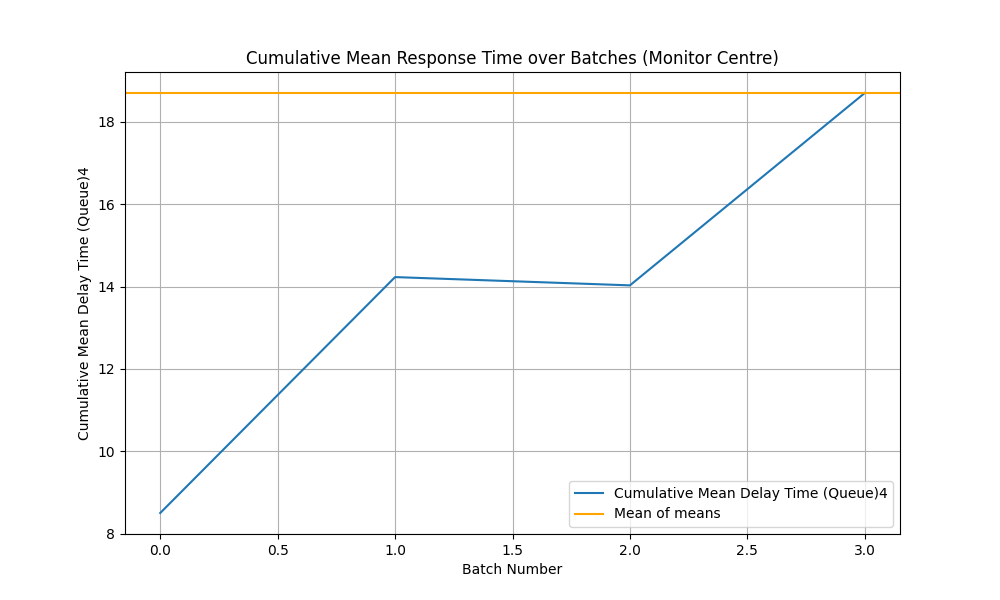 Cumulative Mean Response Time over Batches (Monitor Centre)
Cumulative Mean Delay Time (Queue)4
18
16
14
12
10
8
Cumulative Mean Delay Time (Queue)4
Mean of means
0.0 0.5 1.0 1.5 2.0 2.5 3.0
Batch Number